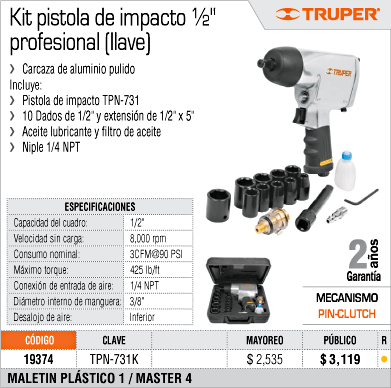 Kit pistola de impacto ½"
profesional (llave)
TRUPER
Carcaza de aluminio pulido
Incluye:
Pistola de impacto TPN-731
10 Dados de 1/2" y extensión de 1/2" x 5"
Aceite lubricante y filtro de aceite
Niple 1/4 NPT
TRUPER
ESPECIFICACIONES
Capacidad del cuadro: 1/2"
Velocidad sin carga: 8,000 rpm
Consumo nominal: 3CFM@90 PSI
Máximo torque: 425 lb/ft
Conexión de entrada de aire: 1/4 NPT
Diámetro interno de manguera: 3/8"
Desalojo de aire: Inferior
2 años
Garantía
MECANISMO
PIN-CLUTCH
CÓDIGO CLAVE MAYOREO PÚBLICO R
19374 TPN-731K $ 2,535 $ 3,119
MALETIN PLÁSTICO 1 / MASTER 4